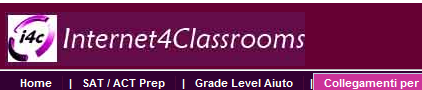 i4c Internet4Classrooms
Home | SAT / ACT Prep | Grade Level Aiuto | Collegamenti per